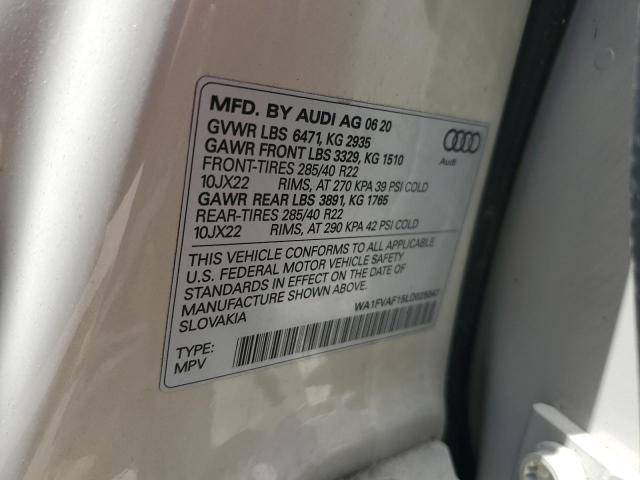 MFD. BY AUDI AG 06 20
GVWR LBS 6471, KG 2935
GAWR FRONT LBS 3329, KG 1510
FRONT-TIRES 285/40 R22
10JX22 RIMS, AT 270 KPA 39 PSI COLD
GAWR REAR LBS 3891, KG 1765
REAR-TIRES 285/40 R22
10JX22 RIMS, AT 290 KPA 42 PSI COLD
Audi
THIS VEHICLE CONFORMS TO ALL APPLICABLE
U.S. FEDERAL MOTOR VEHICLE SAFETY
STANDARDS IN EFFECT ON THE DATE OF
MANUFACTURE SHOWN ABOVE.
SLOVAKIA
TYPE:
MPV